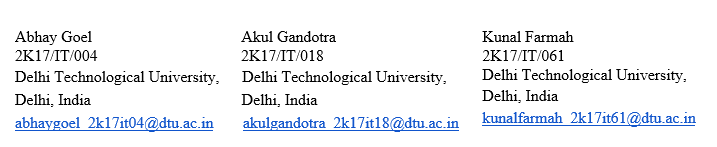 Abhay Goel
2K17/IT/004
Delhi Technological University,
Delhi, India
abhaygoel_2k17it04@dtu.ac.in
Akul Gandotra
2K17/IT/018
Delhi Technological University,
Delhi, India
akulgandotra_2k17it18@dtu.ac.in
Kunal Farmah
2K17/IT/061
Delhi Technological University,
Delhi, India
kunalfarmah_2k17it61@dtu.ac.in